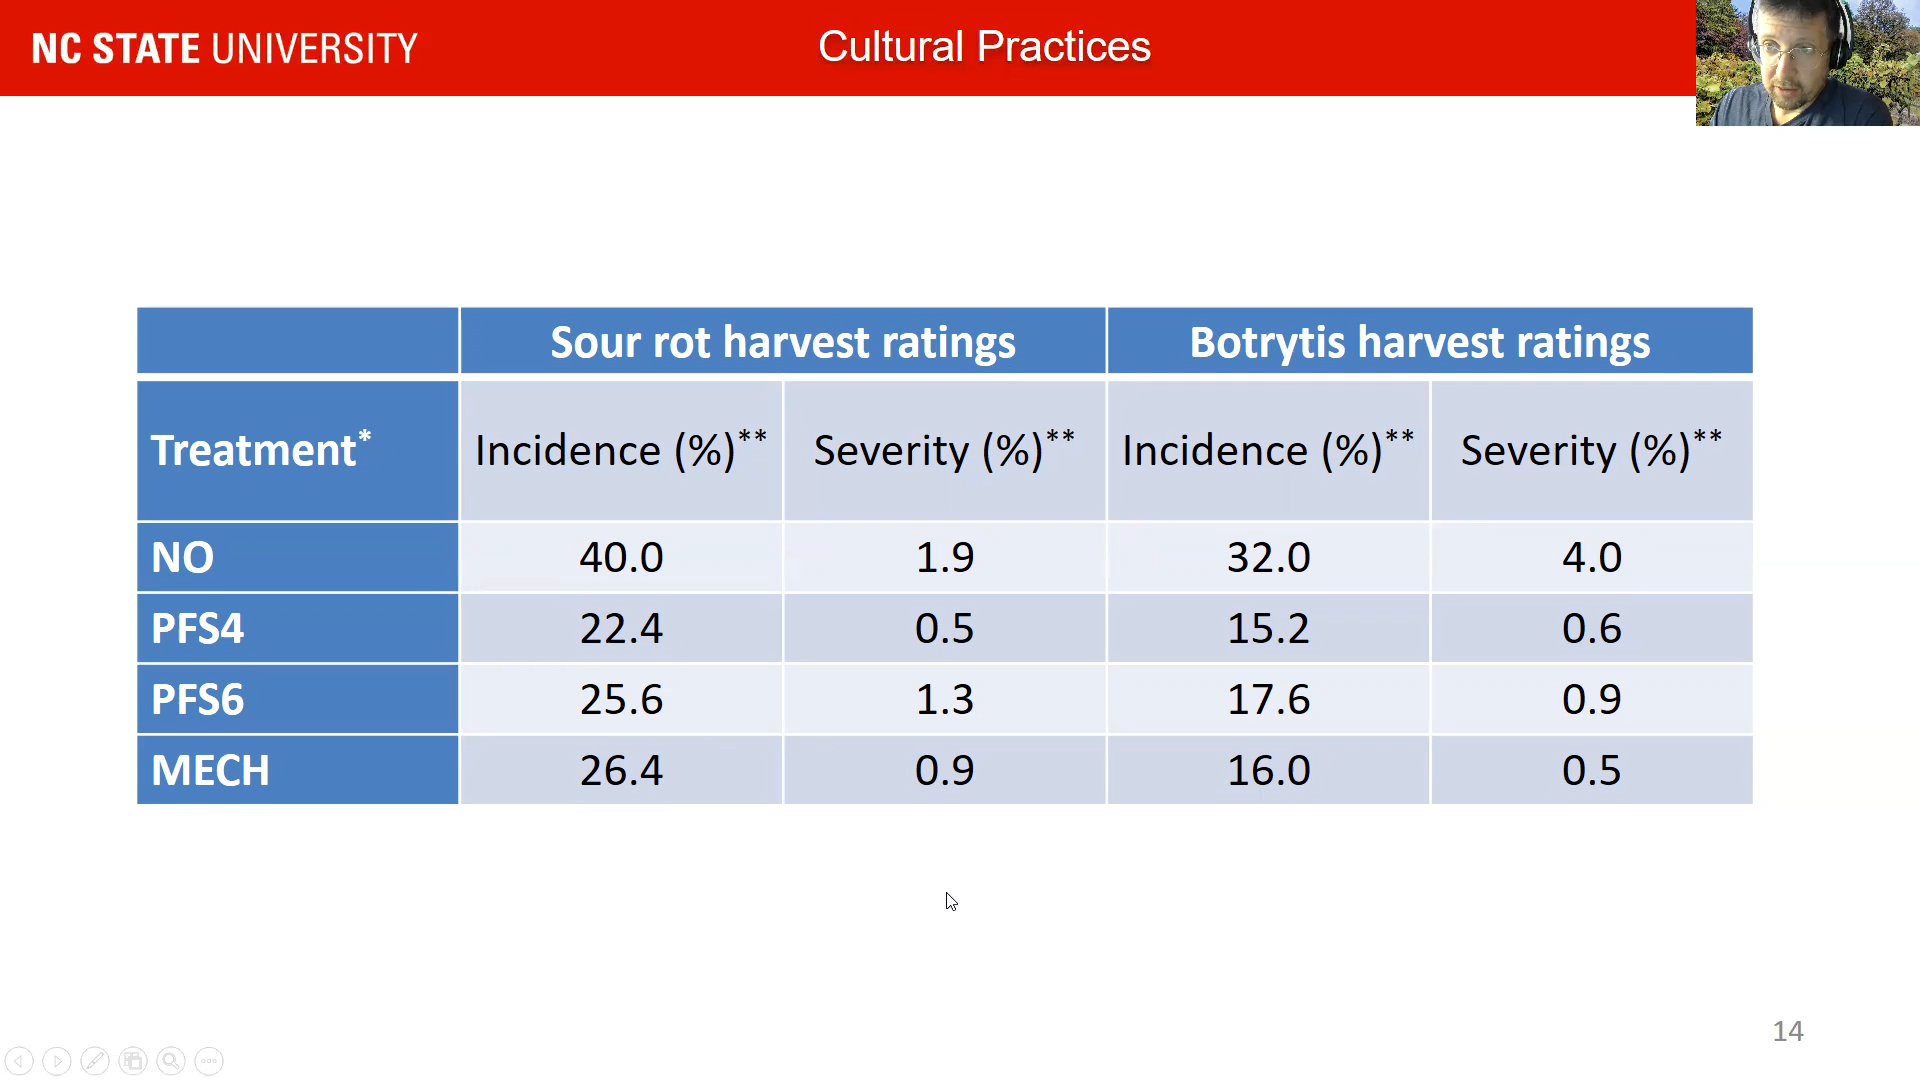 NC STATE UNIVERSITY
Cultural Practices
Sour rot harvest ratings Botrytis harvest ratings
Treatment* Incidence (%)** Severity (%)** Incidence (%)** Severity (%)**
NO 40.0 1.9 32.0 4.0
PFS4 22.4 0.5 15.2 0.6
PFS6 25.6 1.3 17.6 0.9
MECH 26.4 0.9 16.0 0.5
14